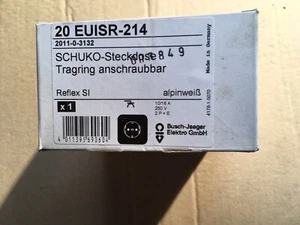 20 EUISR-214
2011-0-3132
Made in Germany
SCHUKO-Steckdose
Tragring anschraubbar
Reflex SI alpinweiß
x 1
10/16 A
250 V
2 P + E
Busch-Jaeger
Elektro GmbH